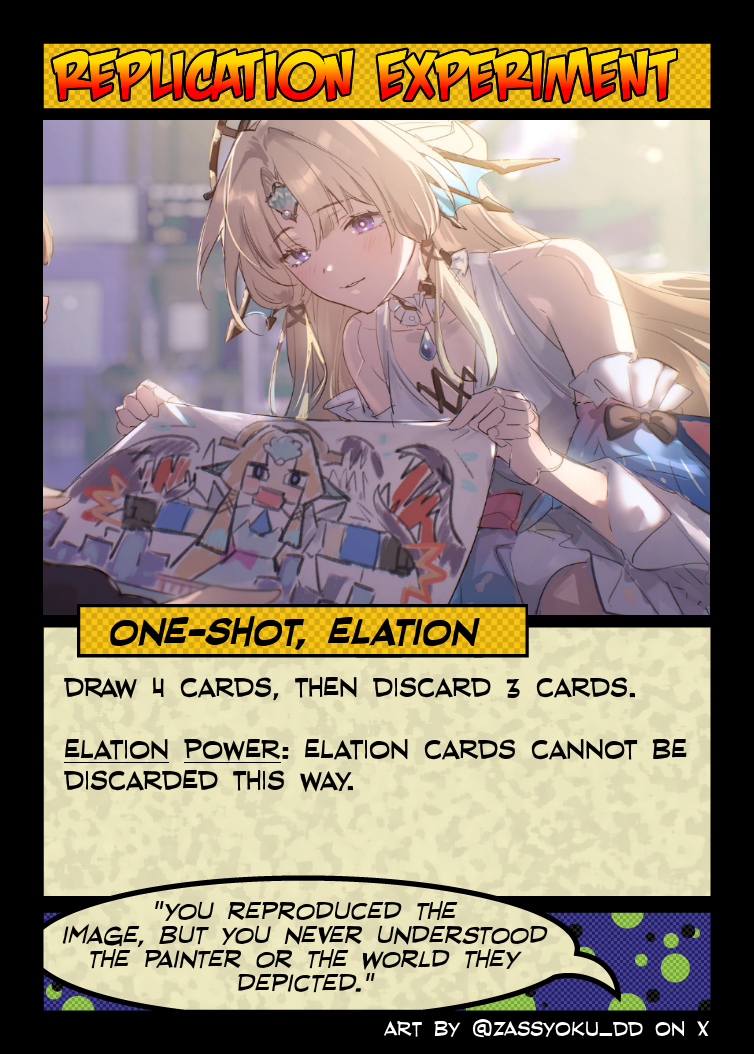 REPLICATION EXPERIMENT
ONE-SHOT, ELATION
DRAW 4 CARDS, THEN DISCARD 3 CARDS.
ELATION POWER: ELATION CARDS CANNOT BE
DISCARDED THIS WAY.
"YOU REPRODUCED THE
IMAGE, BUT YOU NEVER UNDERSTOOD
THE PAINTER OR THE WORLD THEY
DEPICTED."
ART BY @ZASSYOKU_DD ON X